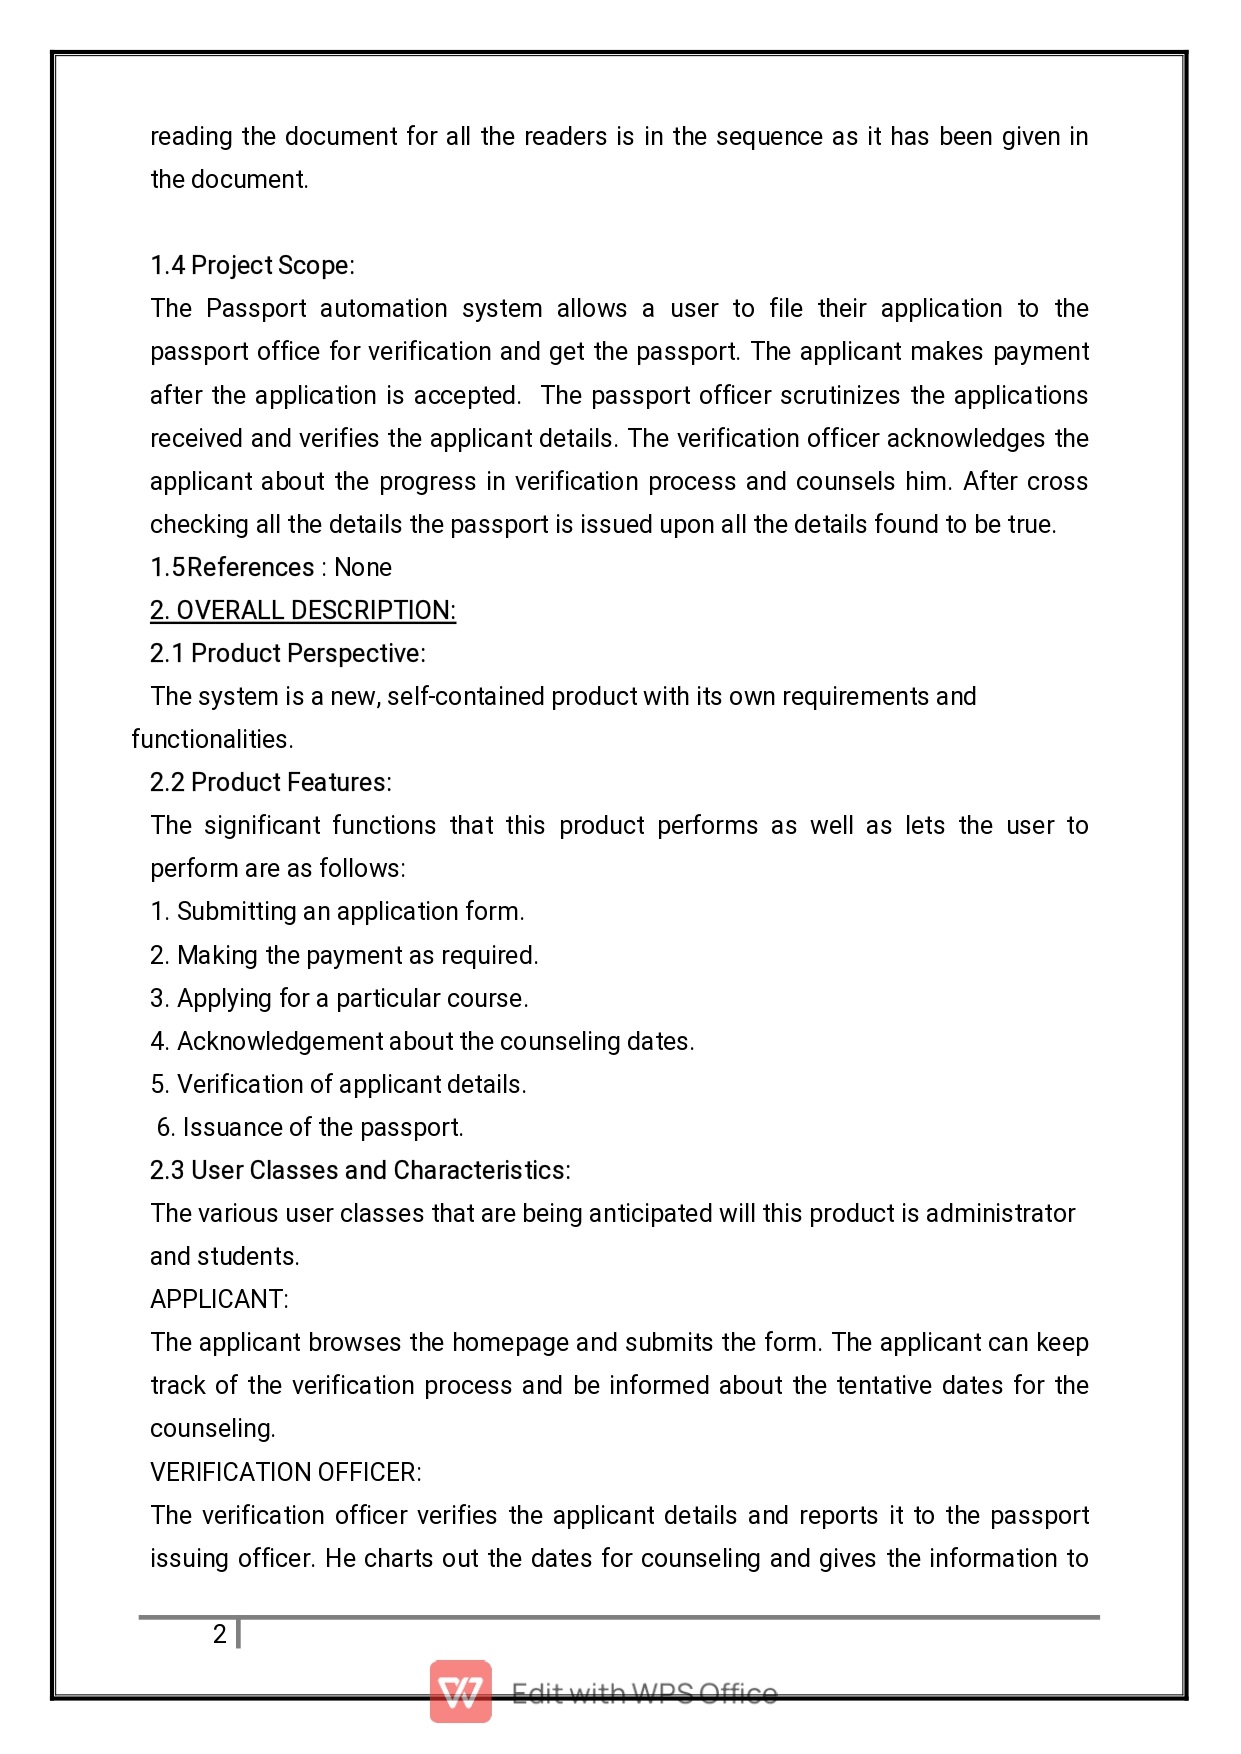 reading the document for all the readers is in the sequence as it has been given in
the document.
1.4 Project Scope:
The Passport automation system allows a user to file their application to the
passport office for verification and get the passport. The applicant makes payment
after the application is accepted. The passport officer scrutinizes the applications
received and verifies the applicant details. The verification officer acknowledges the
applicant about the progress in verification process and counsels him. After cross
checking all the details the passport is issued upon all the details found to be true.
1.5References : None
2. OVERALL DESCRIPTION:
2.1 Product Perspective:
The system is a new, self-contained product with its own requirements and
functionalities.
2.2 Product Features:
The significant functions that this product performs as well as lets the user to
perform are as follows:
1. Submitting an application form.
2. Making the payment as required.
3. Applying for a particular course.
4. Acknowledgement about the counseling dates.
5. Verification of applicant details.
6. Issuance of the passport.
2.3 User Classes and Characteristics:
The various user classes that are being anticipated will this product is administrator
and students.
APPLICANT:
The applicant browses the homepage and submits the form. The applicant can keep
track of the verification process and be informed about the tentative dates for the
counseling.
VERIFICATION OFFICER:
The verification officer verifies the applicant details and reports it to the passport
issuing officer. He charts out the dates for counseling and gives the information to
2
Edit with WPS Office